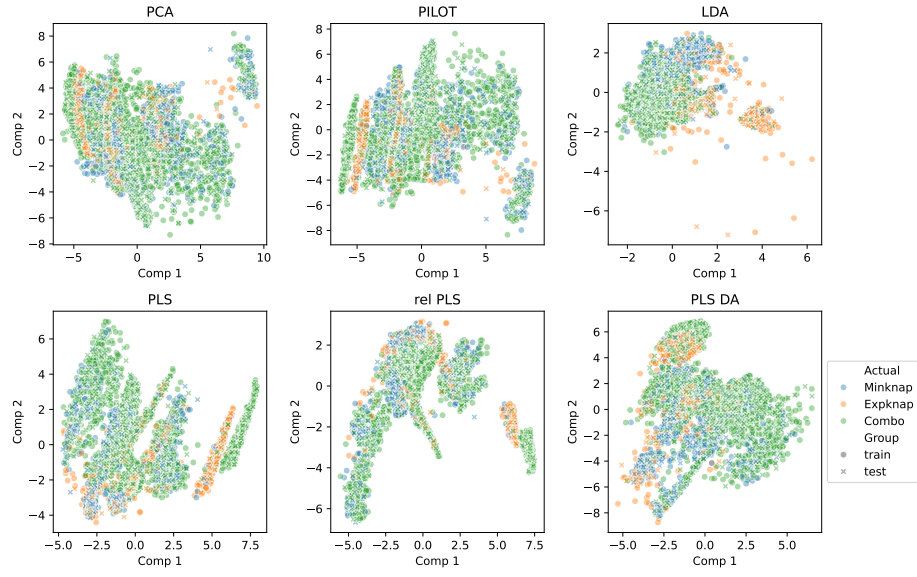 PCA
PILOT
LDA
8
6
4
2
0
−2
−4
−6
−8
Comp 2
−5
0
5
10
Comp 1
8
6
4
2
0
−2
−4
−6
−8
Comp 2
−5
0
5
Comp 1
2
0
−2
−4
−6
Comp 2
−2
0
2
4
6
Comp 1
PLS
rel PLS
PLS DA
6
4
2
0
−2
−4
Comp 2
−5.0
−2.5
0.0
2.5
5.0
7.5
Comp 1
2
0
−2
−4
−6
Comp 2
−5.0
−2.5
0.0
2.5
5.0
7.5
Comp 1
6
4
2
0
−2
−4
−6
−8
Comp 2
−5.0
−2.5
0.0
2.5
5.0
Comp 1
Actual
Minknap
Expknap
Combo
Group
train
test